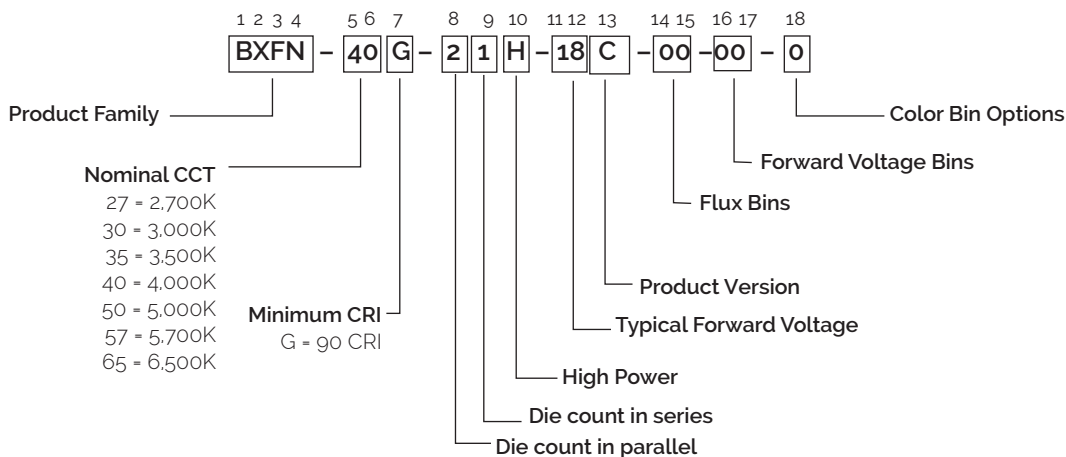 1 2 3 4 5 6 7 8 9 10 11 12 13 14 15 16 17 18
BXFN – 40 G – 2 1 H – 18 C – 00 – 00 – 0
Product Family
Color Bin Options
Forward Voltage Bins
Nominal CCT
27 = 2,700K
30 = 3,000K
35 = 3,500K
40 = 4,000K
50 = 5,000K
57 = 5,700K
65 = 6,500K
Flux Bins
Product Version
Minimum CRI
G = 90 CRI
Typical Forward Voltage
High Power
Die count in series
Die count in parallel